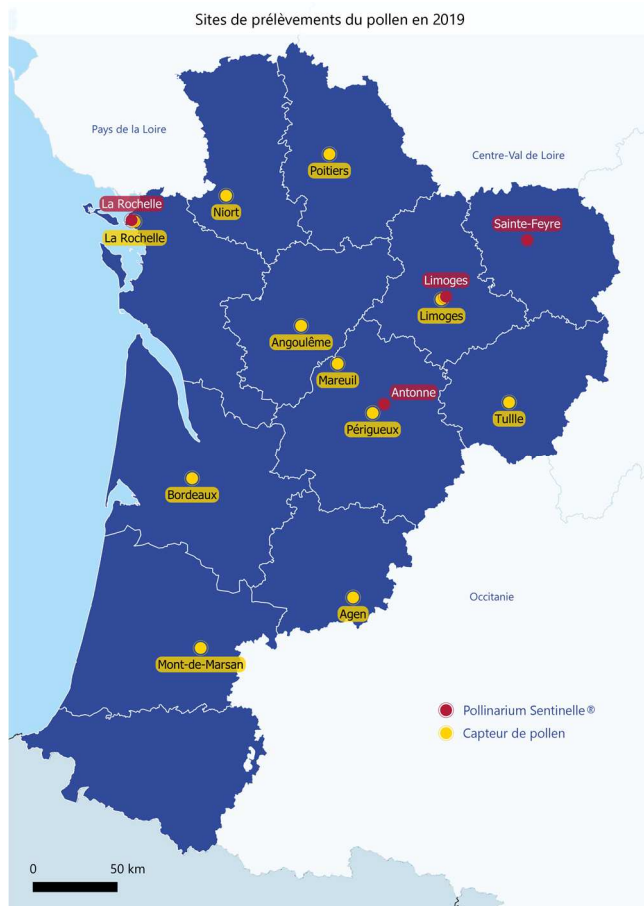 Sites de prélèvements du pollen en 2019
Pays de la Loire
Centre-Val de Loire
Poitiers
La Rochelle
Niort
La Rochelle
Sainte-Feyre
Limoges
Limoges
Angoulême
Mareuil
Antonne
Périgueux
Tullle
Bordeaux
Occitanie
Agen
Mont-de-Marsan
Pollinarium Sentinelle®
Capteur de pollen
0 50 km